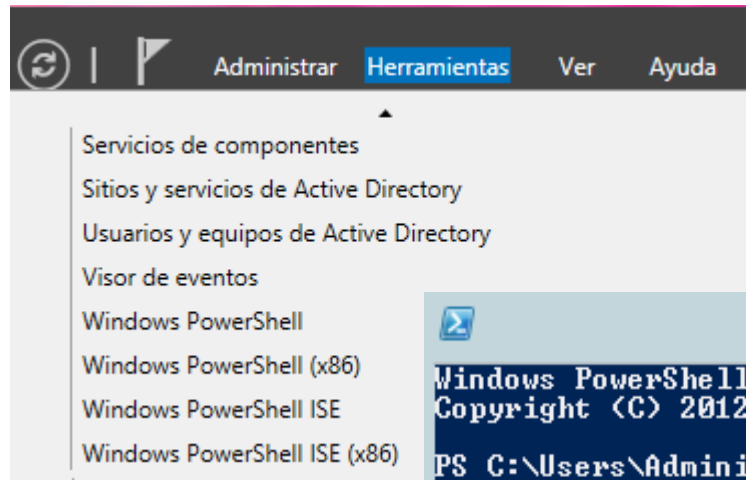 Administrar Herramientas Ver Ayuda
Servicios de componentes
Sitios y servicios de Active Directory
Usuarios y equipos de Active Directory
Visor de eventos
Windows PowerShell
Windows PowerShell (x86)
Windows PowerShell ISE
Windows PowerShell ISE (x86)
Windows PowerShell
Copyright (C) 2012
PS C:\Users\Admini